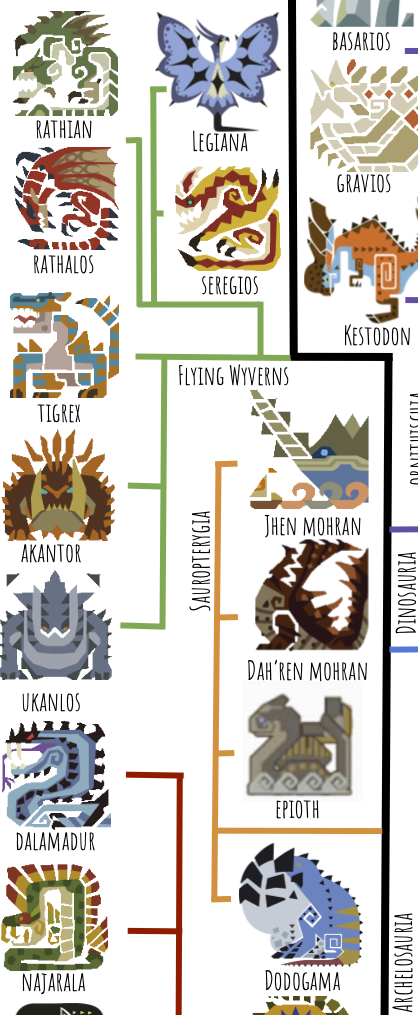 BASARIOS
RATHIAN
LEGIANA
GRAVIOS
RATHALOS
SEREGIOS
KESTODON
FLYING WYVERNS
TIGREX
ORNITHISCHIA
JHEN MOHRAN
AKANTOR
SAUROPTERYGIA
DINOSAURIA
DAH'REN MOHRAN
UKANLOS
EPIOTH
DALAMADUR
ARCHELOSAURIA
NAJARALA
DODOGAMA